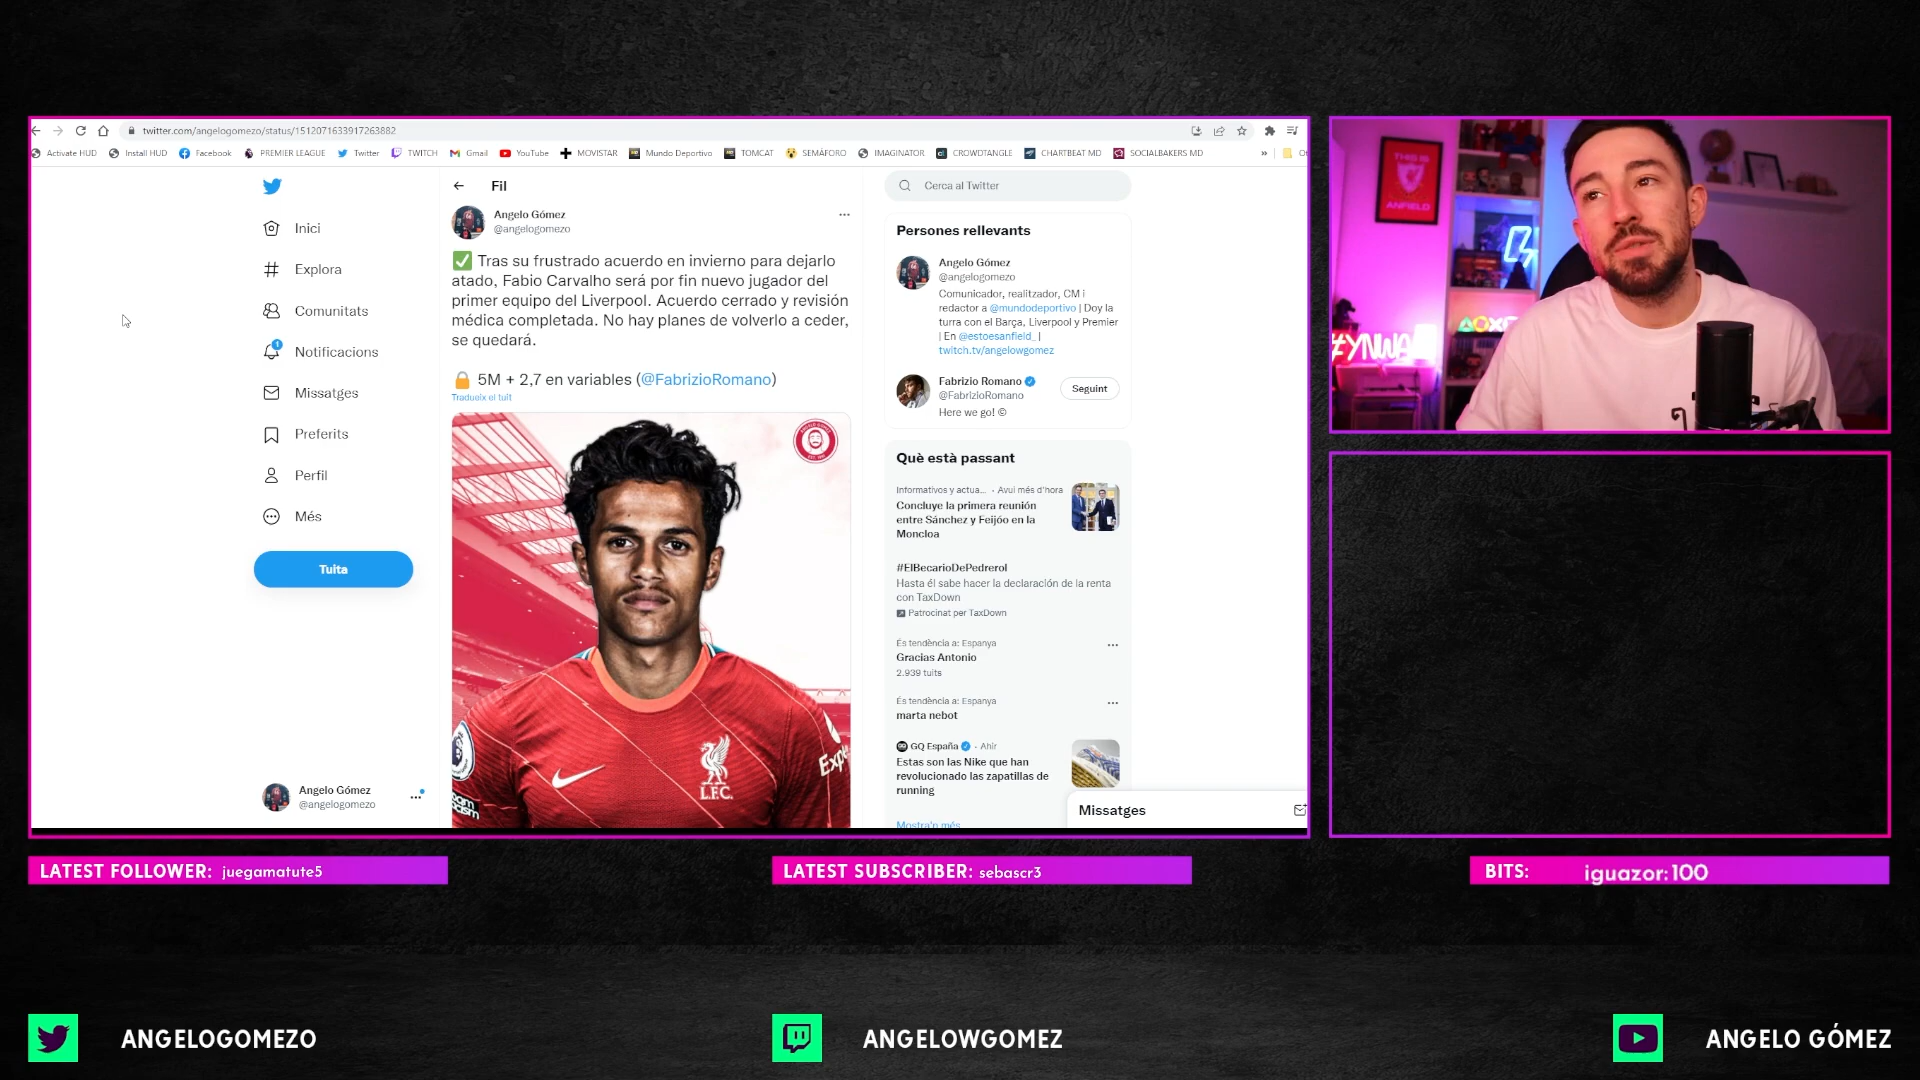 twitter.com/angelogomezo/status/1512071633917263882
Activate HUD Install HUD Facebook PREMIER LEAGUE Twitter TWITCH Gmail YouTube MOVISTAR Mundo Deportivo TOMCAT SEMÁFORO IMAGINATOR CROWDTANGLE CHARTBEAT MD SOCIALBAKERS MD »
Inici
Explora
Comunitats
1
Notificacions
Missatges
Preferits
Perfil
Més
Tuita
Angelo Gómez
@angelogomezo
Fil
Angelo Gómez
@angelogomezo
✅ Tras su frustrado acuerdo en invierno para dejarlo
atado, Fabio Carvalho será por fin nuevo jugador del
primer equipo del Liverpool. Acuerdo cerrado y revisión
médica completada. No hay planes de volverlo a ceder,
se quedará.
🔒 5M + 2,7 en variables (@FabrizioRomano)
Tradueix el tuit
L.F.C.
Exp
Cerca al Twitter
Persones rellevants
Angelo Gómez
@angelogomezo
Comunicador, realitzador, CM i
redactor a @mundodeportivo | Doy la
turra con el Barça, Liverpool y Premier
| En @estoesanfield_ |
twitch.tv/angelowgomez
Fabrizio Romano
@FabrizioRomano
Seguint
Here we go! ©
Què està passant
Informativos y actua... · Avui més d'hora
Concluye la primera reunión
entre Sánchez y Feijóo en la
Moncloa
#ElBecarioDePedrerol
Hasta él sabe hacer la declaración de la renta
con TaxDown
Patrocinat per TaxDown
És tendència a: Espanya
Gracias Antonio
2.939 tuits
És tendència a: Espanya
marta nebot
GQ España · Ahir
Estas son las Nike que han
revolucionado las zapatillas de
running
Mostra'n més
Missatges
THIS IS
ANFIELD
#YNWA
LATEST FOLLOWER: juegamatute5
LATEST SUBSCRIBER: sebascr3
BITS: iguazor: 100
ANGELOGOMEZO
ANGELOWGOMEZ
ANGELO GÓMEZ